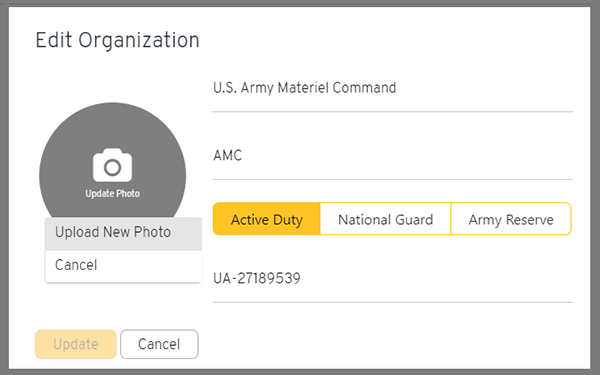 Edit Organization
U.S. Army Materiel Command
AMC
Update Photo
Active Duty National Guard Army Reserve
Upload New Photo
Cancel
UA-27189539
Update Cancel